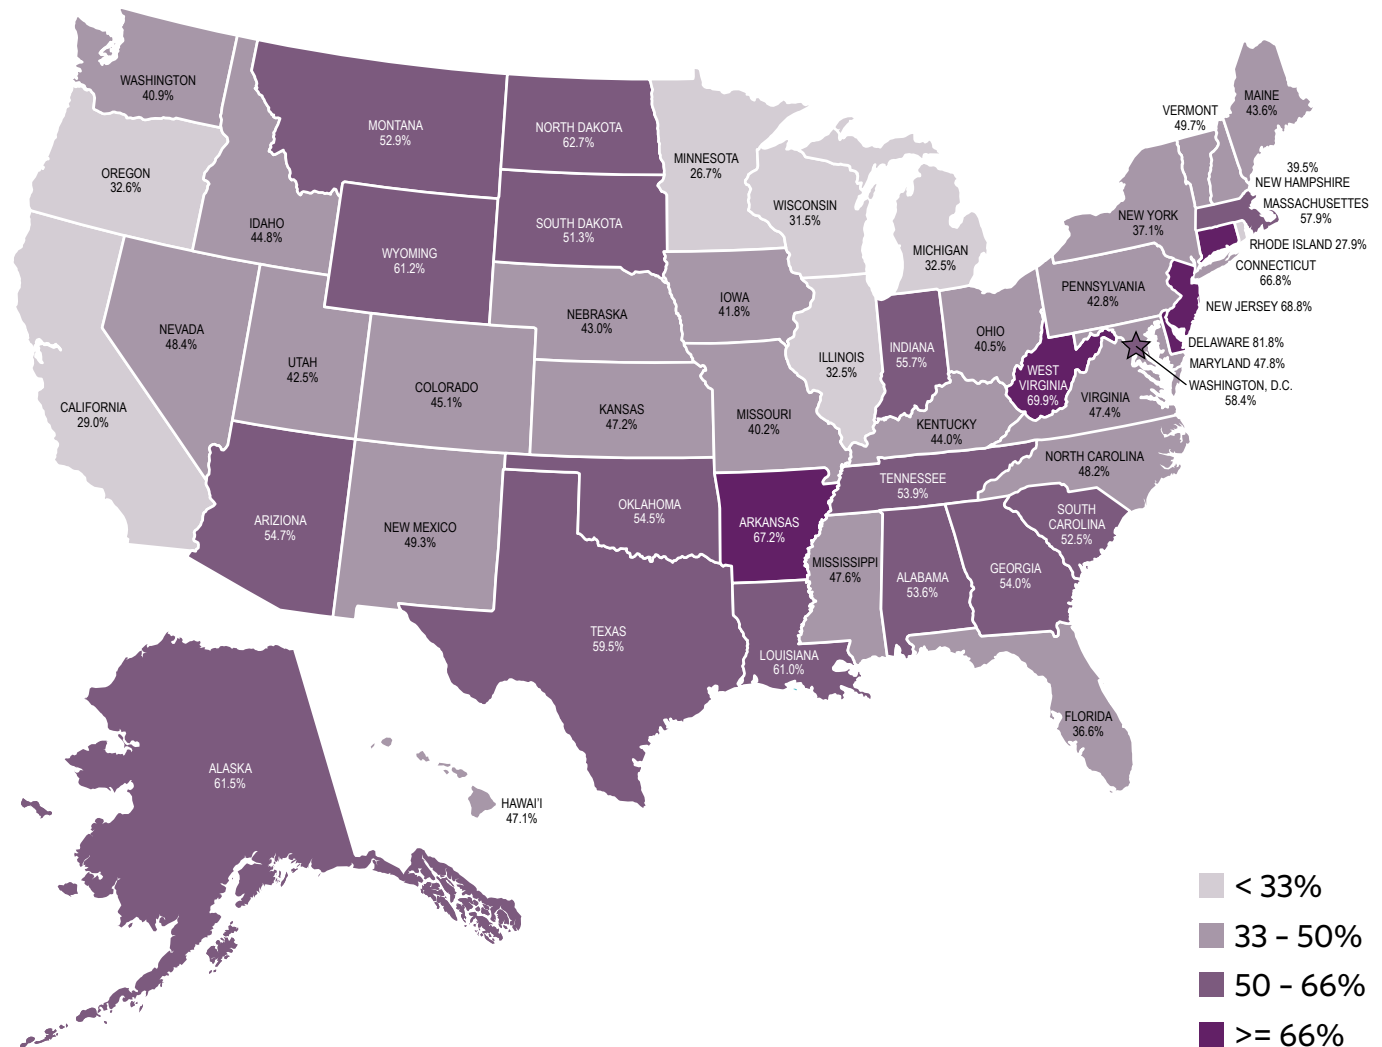 WASHINGTON
40.9%
OREGON
32.6%
CALIFORNIA
29.0%
IDAHO
44.8%
NEVADA
48.4%
MONTANA
52.9%
WYOMING
61.2%
UTAH
42.5%
COLORADO
45.1%
ARIZIONA
54.7%
NEW MEXICO
49.3%
NORTH DAKOTA
62.7%
SOUTH DAKOTA
51.3%
NEBRASKA
43.0%
KANSAS
47.2%
OKLAHOMA
54.5%
TEXAS
59.5%
MINNESOTA
26.7%
IOWA
41.8%
MISSOURI
40.2%
ARKANSAS
67.2%
LOUISIANA
61.0%
WISCONSIN
31.5%
ILLINOIS
32.5%
MICHIGAN
32.5%
INDIANA
55.7%
OHIO
40.5%
KENTUCKY
44.0%
TENNESSEE
53.9%
MISSISSIPPI
47.6%
ALABAMA
53.6%
GEORGIA
54.0%
FLORIDA
36.6%
SOUTH
CAROLINA
52.5%
NORTH CAROLINA
48.2%
VIRGINIA
47.4%
WEST
VIRGINIA
69.9%
PENNSYLVANIA
42.8%
NEW YORK
37.1%
VERMONT
49.7%
MAINE
43.6%
39.5%
NEW HAMPSHIRE
MASSACHUSETTES
57.9%
RHODE ISLAND 27.9%
CONNECTICUT
66.8%
NEW JERSEY 68.8%
DELAWARE 81.8%
MARYLAND 47.8%
WASHINGTON, D.C.
58.4%
ALASKA
61.5%
HAWAI'I
47.1%
< 33%
33 – 50%
50 – 66%
>= 66%